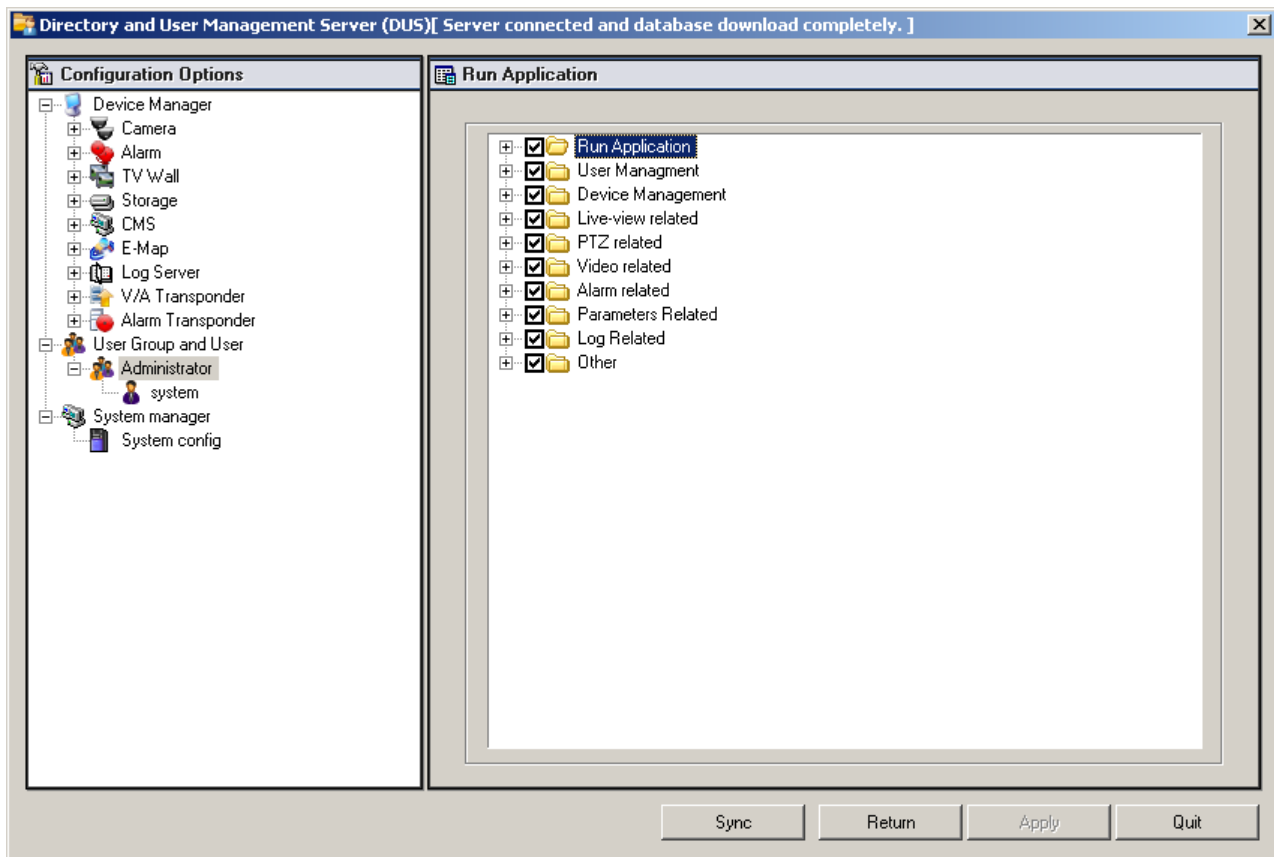 Directory and User Management Server (DUS)[ Server connected and database download completely. ]
Configuration Options
Device Manager
Camera
Alarm
TV Wall
Storage
CMS
E-Map
Log Server
V/A Transponder
Alarm Transponder
User Group and User
Administrator
system
System manager
System config
Run Application
Run Application
User Managment
Device Management
Live-view related
PTZ related
Video related
Alarm related
Parameters Related
Log Related
Other
Sync Return Apply Quit